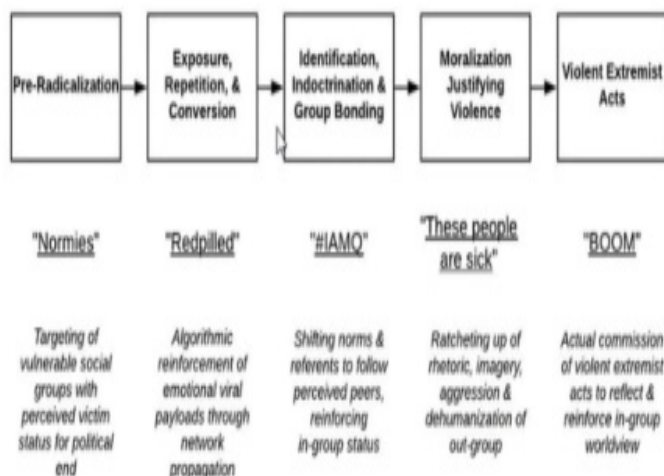 Pre-Radicalization
Exposure,
Repetition, &
Conversion
Identification,
Indoctrination &
Group Bonding
Moralization
Justifying
Violence
Violent Extremist
Acts
"Normies"
"Redpilled"
"#IAMQ"
"These people
are sick"
"BOOM"
Targeting of
vulnerable social
groups with
perceived victim
status for political
end
Algorithmic
reinforcement of
emotional viral
payloads through
network
propagation
Shifting norms &
referents to follow
perceived peers,
reinforcing
in-group status
Ratcheting up of
rhetoric, imagery,
aggression &
dehumanization of
out-group
Actual commission
of violent extremist
acts to reflect &
reinforce in-group
worldview